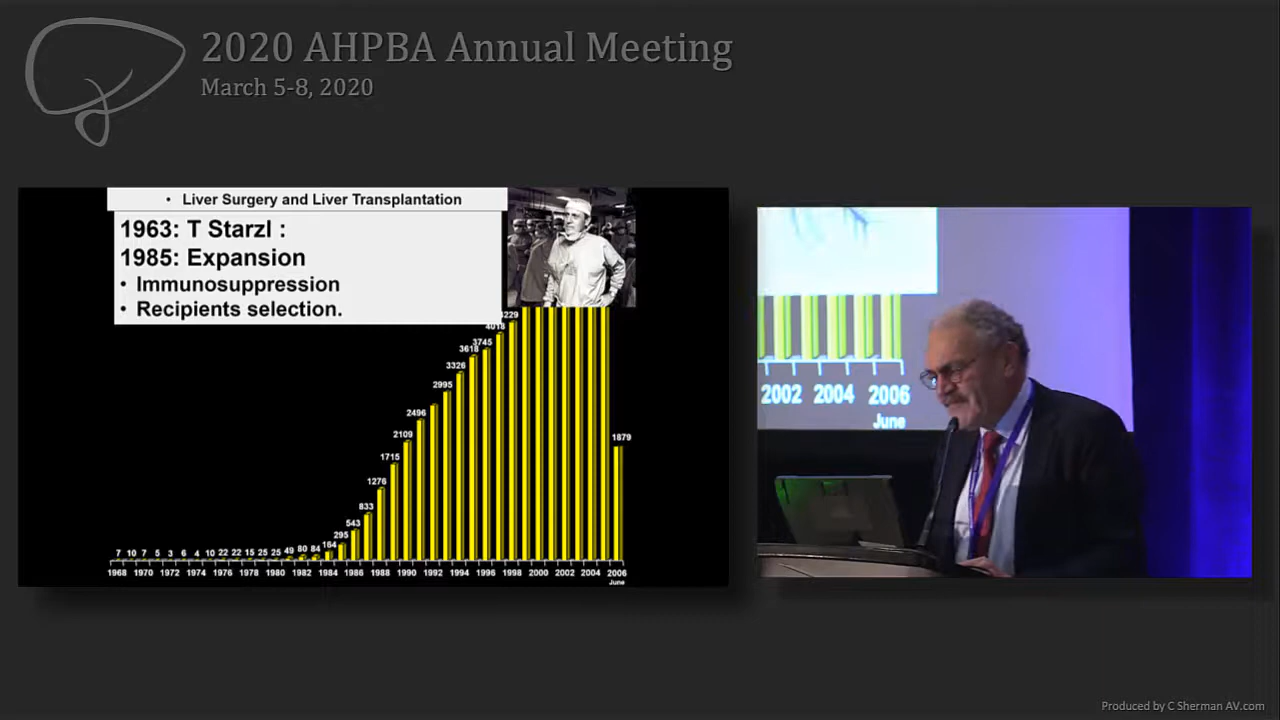 2020 AHPBA Annual Meeting
March 5-8, 2020
• Liver Surgery and Liver Transplantation
1963: T Starzl :
1985: Expansion
• Immunosuppression
• Recipients selection.
7 10 7 5 3 6 4 10 22 22 15 25 25 49 80 84 164 295 543 833 1276 1715 2109 2496 2995 3326 3618 3745 4018 4229 1879
1968 1970 1972 1974 1976 1978 1980 1982 1984 1986 1988 1990 1992 1994 1996 1998 2000 2002 2004 2006
June
2002 2004 2006
June
Produced by C Sherman AV.com